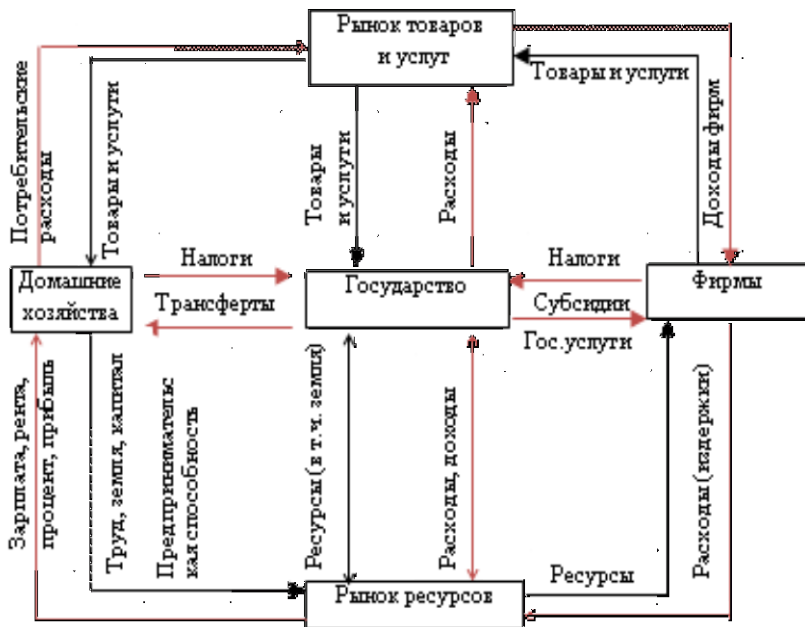 Рынок товаров
и услуг
Товары и услуги
Потребительские
расходы
Товары и услуги
Товары
и услуги
Расходы
Доходы фирм
Налоги
Налоги
Домашние
хозяйства
Государство
Фирмы
Трансферты
Субсидии
Гос.услуги
Зарплата, рента,
процент, прибыль
Труд, земля, капитал
Предпринимательс
кая способность
Ресурсы (в т.ч. земля)
Расходы, доходы
Расходы (издержки)
Ресурсы
Рынок ресурсов